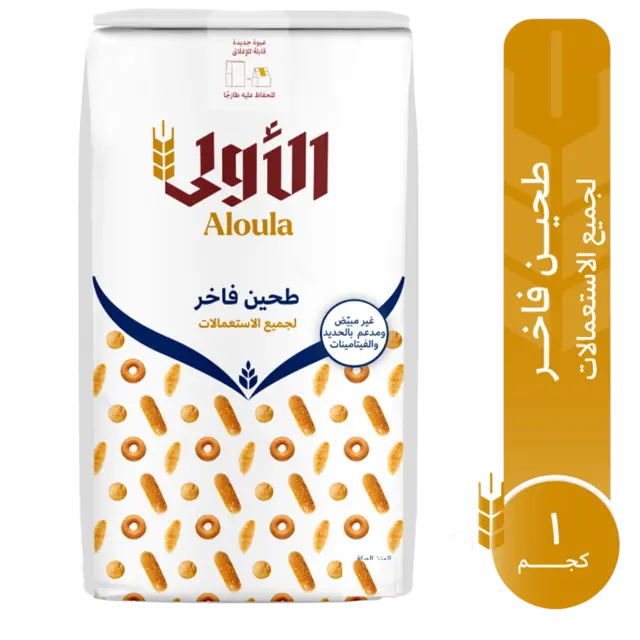 عبوة جديدة
قابلة للإغلاق
للحفاظ عليه طازجًا
الأولى
Aloula
طحين فاخر
لجميع الاستعمالات
غير مبيّض
ومدعم بالحديد
والفيتامينات
طحين فاخر
لجميع الاستعمالات
١
كجم